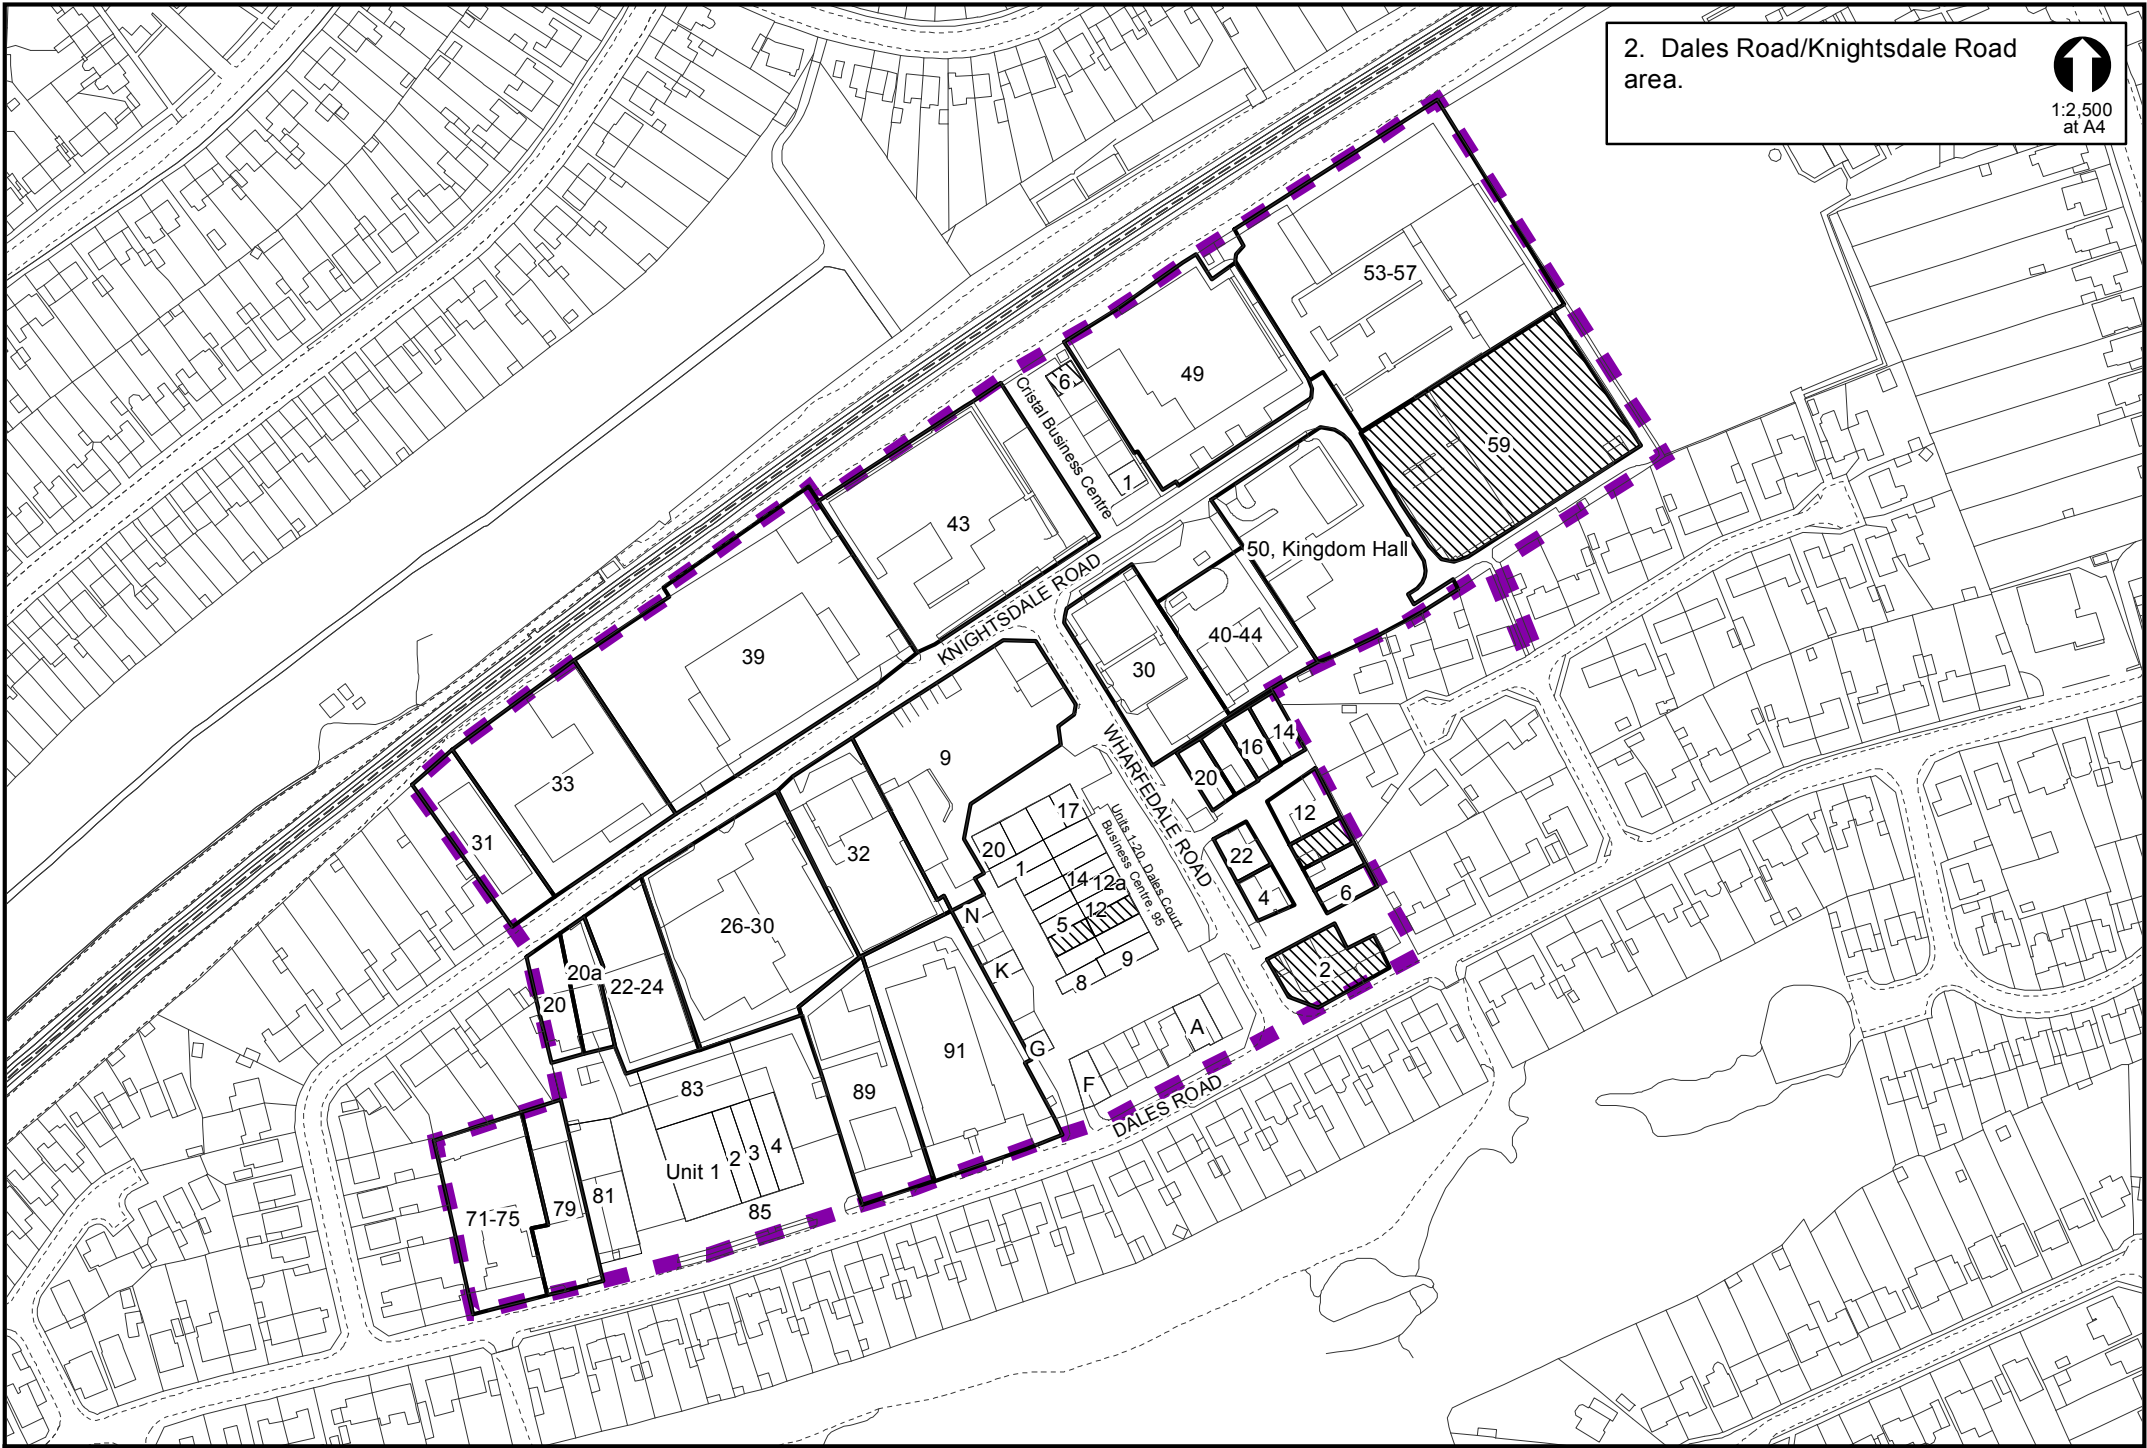 2. Dales Road/Knightsdale Road
area.
1:2,500
at A4
53-57
49
6
Cristal Business Centre
1
59
43
50, Kingdom Hall
KNIGHTSDALE ROAD
39
40-44
30
14
16
20
WHARFEDALE ROAD
9
33
31
32
17
20
1
14
12a
12
5
9
8
Units 1-20, Dales Court
Business Centre, 95
12
22
4
6
2
26-30
N
K
G
A
F
20a
22-24
20
91
89
83
DALES ROAD
Unit 1
2
3
4
81
79
71-75
85